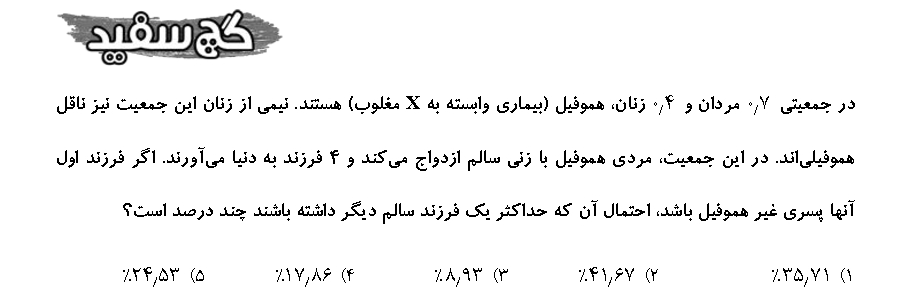 گچ سفید
در جمعیتی ۰٫۷ مردان و ۰٫۴ زنان، هموفیل (بیماری وابسته به X مغلوب) هستند. نیمی از زنان این جمعیت نیز ناقل
هموفیلی‌اند. در این جمعیت، مردی هموفیل با زنی سالم ازدواج می‌کند و ۴ فرزند به دنیا می‌آورند. اگر فرزند اول
آنها پسری غیر هموفیل باشد، احتمال آن که حداکثر یک فرزند سالم دیگر داشته باشند چند درصد است؟
۱) ۳۵٫۷۱٪ ۲) ۴۱٫۶۷٪ ۳) ۸٫۹۳٪ ۴) ۱۷٫۸۶٪ ۵) ۲۴٫۵۳٪